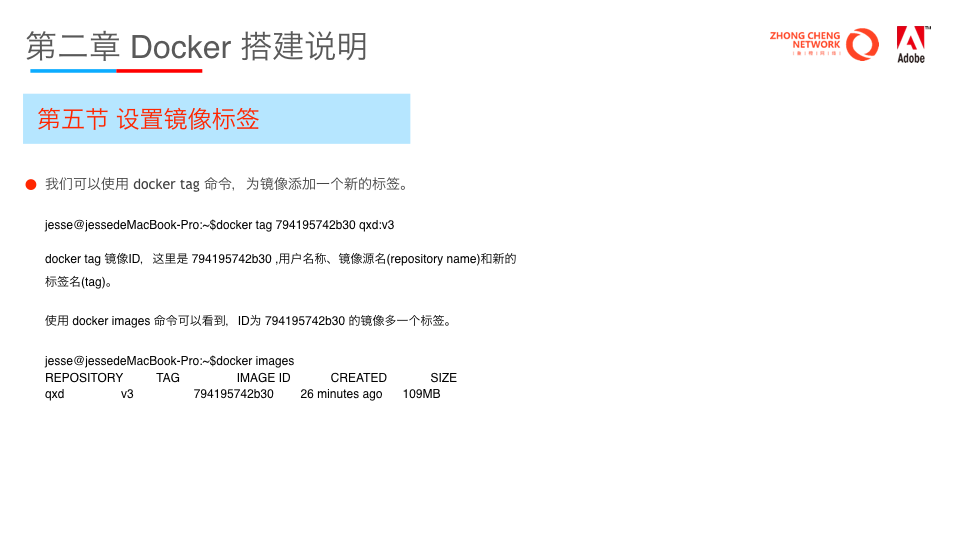 第二章 Docker 搭建说明
ZHONG CHENG
NETWORK
Adobe
第五节 设置镜像标签
我们可以使用 docker tag 命令，为镜像添加一个新的标签。
jesse@jessedeMacBook-Pro:~$docker tag 794195742b30 qxd:v3
docker tag 镜像ID，这里是 794195742b30 ,用户名称、镜像源名(repository name)和新的
标签名(tag)。
使用 docker images 命令可以看到，ID为 794195742b30 的镜像多一个标签。
jesse@jessedeMacBook-Pro:~$docker images
REPOSITORY TAG IMAGE ID CREATED SIZE
qxd v3 794195742b30 26 minutes ago 109MB